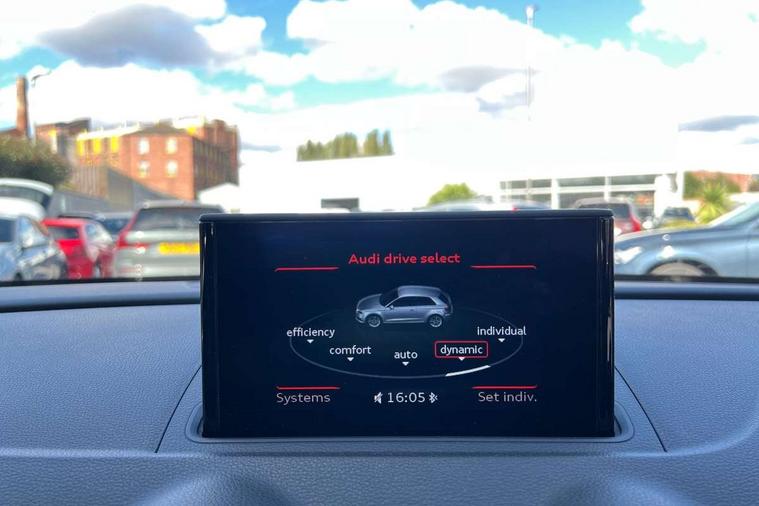 Audi drive select
efficiency
comfort
auto
dynamic
individual
Systems
16:05
Set indiv.